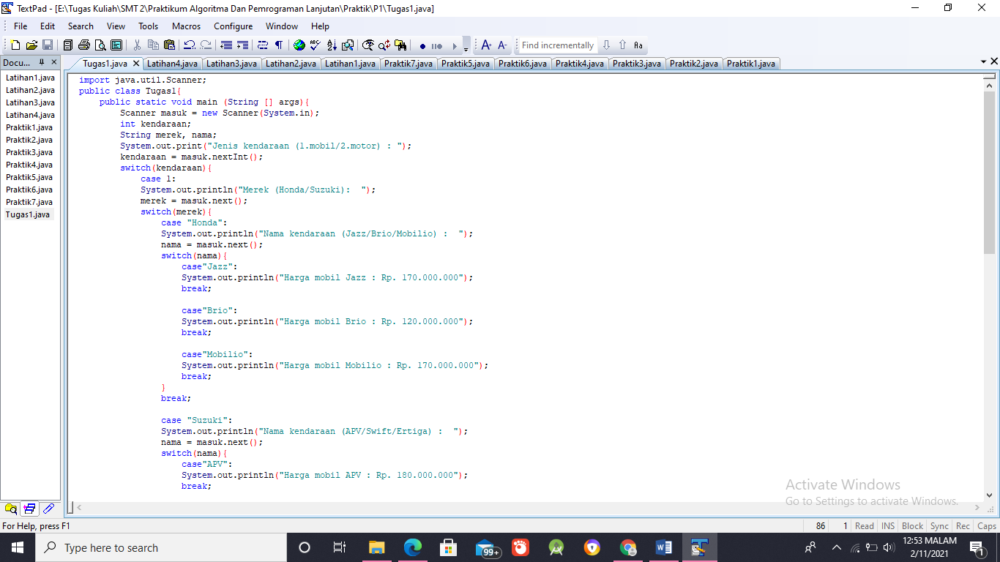 TextPad - [E:\Tugas Kuliah\SMT 2\Praktikum Algoritma Dan Pemrograman Lanjutan\Praktik\P1\Tugas1.java]
File Edit Search View Tools Macros Configure Window Help
Find incrementally Aa
Docu... Tugas1.java Latihan4.java Latihan3.java Latihan2.java Latihan1.java Praktik7.java Praktik5.java Praktik6.java Praktik4.java Praktik3.java Praktik2.java Praktik1.java
Latihan1.java
Latihan2.java
Latihan3.java
Latihan4.java
Praktik1.java
Praktik2.java
Praktik3.java
Praktik4.java
Praktik5.java
Praktik6.java
Praktik7.java
Tugas1.java
import java.util.Scanner;
public class Tugas1{
public static void main (String [] args){
Scanner masuk = new Scanner(System.in);
int kendaraan;
String merek, nama;
System.out.print("Jenis kendaraan (1.mobil/2.motor) : ");
kendaraan = masuk.nextInt();
switch(kendaraan){
case 1:
System.out.println("Merek (Honda/Suzuki):  ");
merek = masuk.next();
switch(merek){
case "Honda":
System.out.println("Nama kendaraan (Jazz/Brio/Mobilio) :  ");
nama = masuk.next();
switch(nama){
case"Jazz":
System.out.println("Harga mobil Jazz : Rp. 170.000.000");
break;
case"Brio":
System.out.println("Harga mobil Brio : Rp. 120.000.000");
break;
case"Mobilio":
System.out.println("Harga mobil Mobilio : Rp. 170.000.000");
break;
}
break;
case "Suzuki":
System.out.println("Nama kendaraan (APV/Swift/Ertiga) :  ");
nama = masuk.next();
switch(nama){
case"APV":
System.out.println("Harga mobil APV : Rp. 180.000.000");
break;
Activate Windows
Go to Settings to activate Windows.
For Help, press F1 86 1 Read INS Block Sync Rec Caps
Type here to search 99+ 12:53 MALAM
2/11/2021 1